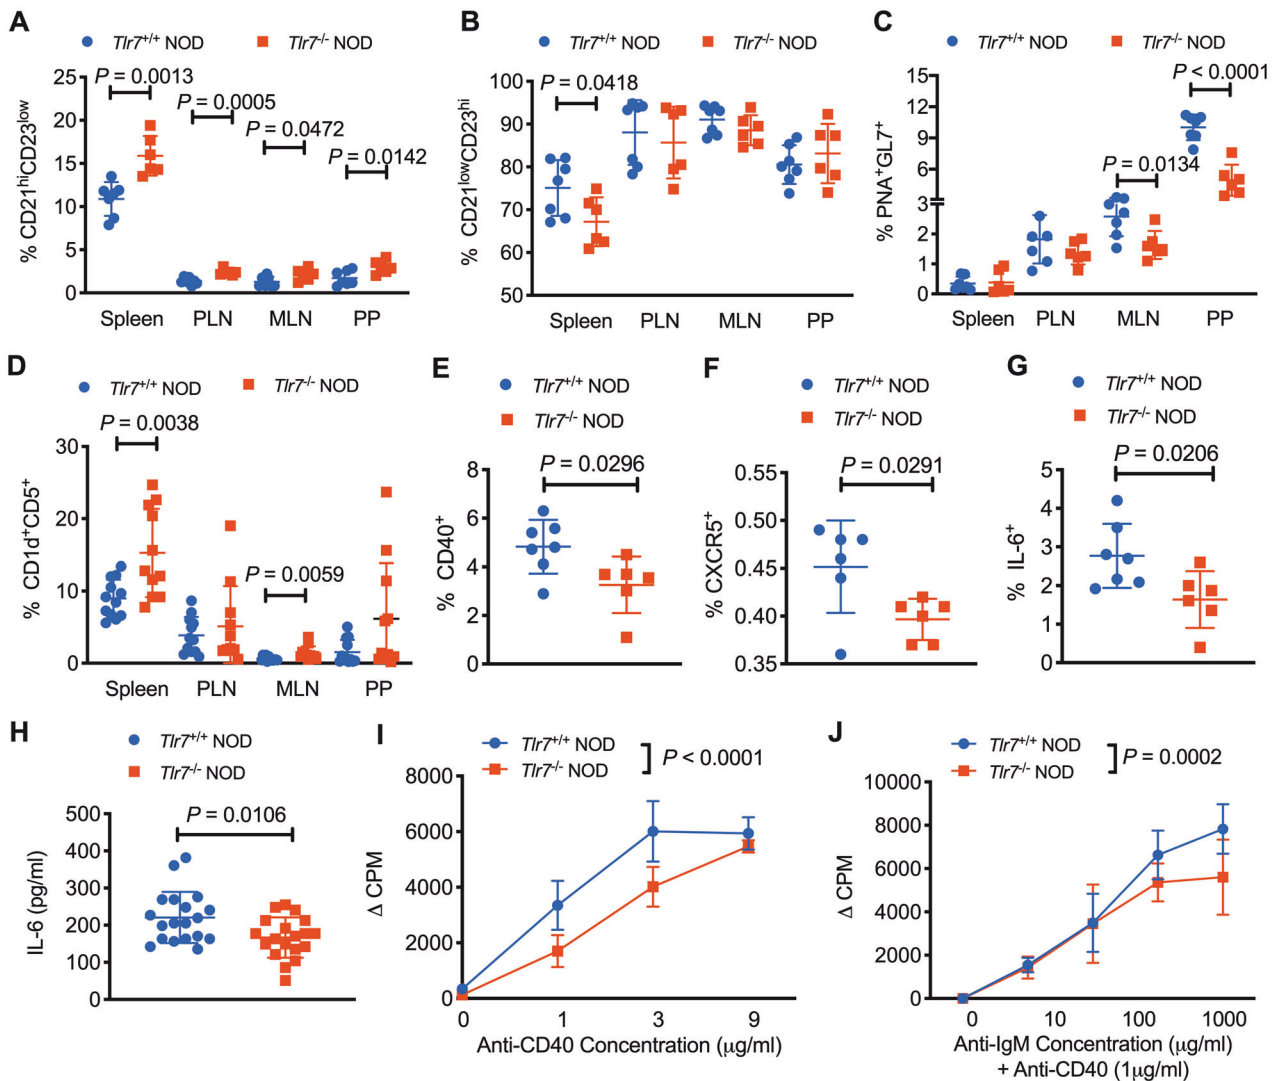 A
Tlr7+/+ NOD
Tlr7-/- NOD
P = 0.0013
P = 0.0005
P = 0.0472
P = 0.0142
% CD21hiCD23low
25
20
15
10
5
0
Spleen
PLN
MLN
PP
B
Tlr7+/+ NOD
Tlr7-/- NOD
P = 0.0418
% CD21lowCD23hi
100
90
80
70
60
50
Spleen
PLN
MLN
PP
C
Tlr7+/+ NOD
Tlr7-/- NOD
P < 0.0001
P = 0.0134
% PNA+GL7+
15
12
9
6
3
2
1
0
Spleen
PLN
MLN
PP
D
Tlr7+/+ NOD
Tlr7-/- NOD
P = 0.0038
P = 0.0059
% CD1d+CD5+
30
20
10
0
Spleen
PLN
MLN
PP
E
Tlr7+/+ NOD
Tlr7-/- NOD
P = 0.0296
% CD40+
8
6
4
2
0
F
Tlr7+/+ NOD
Tlr7-/- NOD
P = 0.0291
% CXCR5+
0.55
0.50
0.45
0.40
0.35
G
Tlr7+/+ NOD
Tlr7-/- NOD
P = 0.0206
% IL-6+
5
4
3
2
1
0
H
Tlr7+/+ NOD
Tlr7-/- NOD
P = 0.0106
IL-6 (pg/ml)
500
400
300
200
100
0
I
Tlr7+/+ NOD
Tlr7-/- NOD
P < 0.0001
Δ CPM
8000
6000
4000
2000
0
0 1 3 9
Anti-CD40 Concentration (μg/ml)
J
Tlr7+/+ NOD
Tlr7-/- NOD
P = 0.0002
Δ CPM
10000
8000
6000
4000
2000
0
0 10 100 1000
Anti-IgM Concentration (μg/ml)
+ Anti-CD40 (1μg/ml)